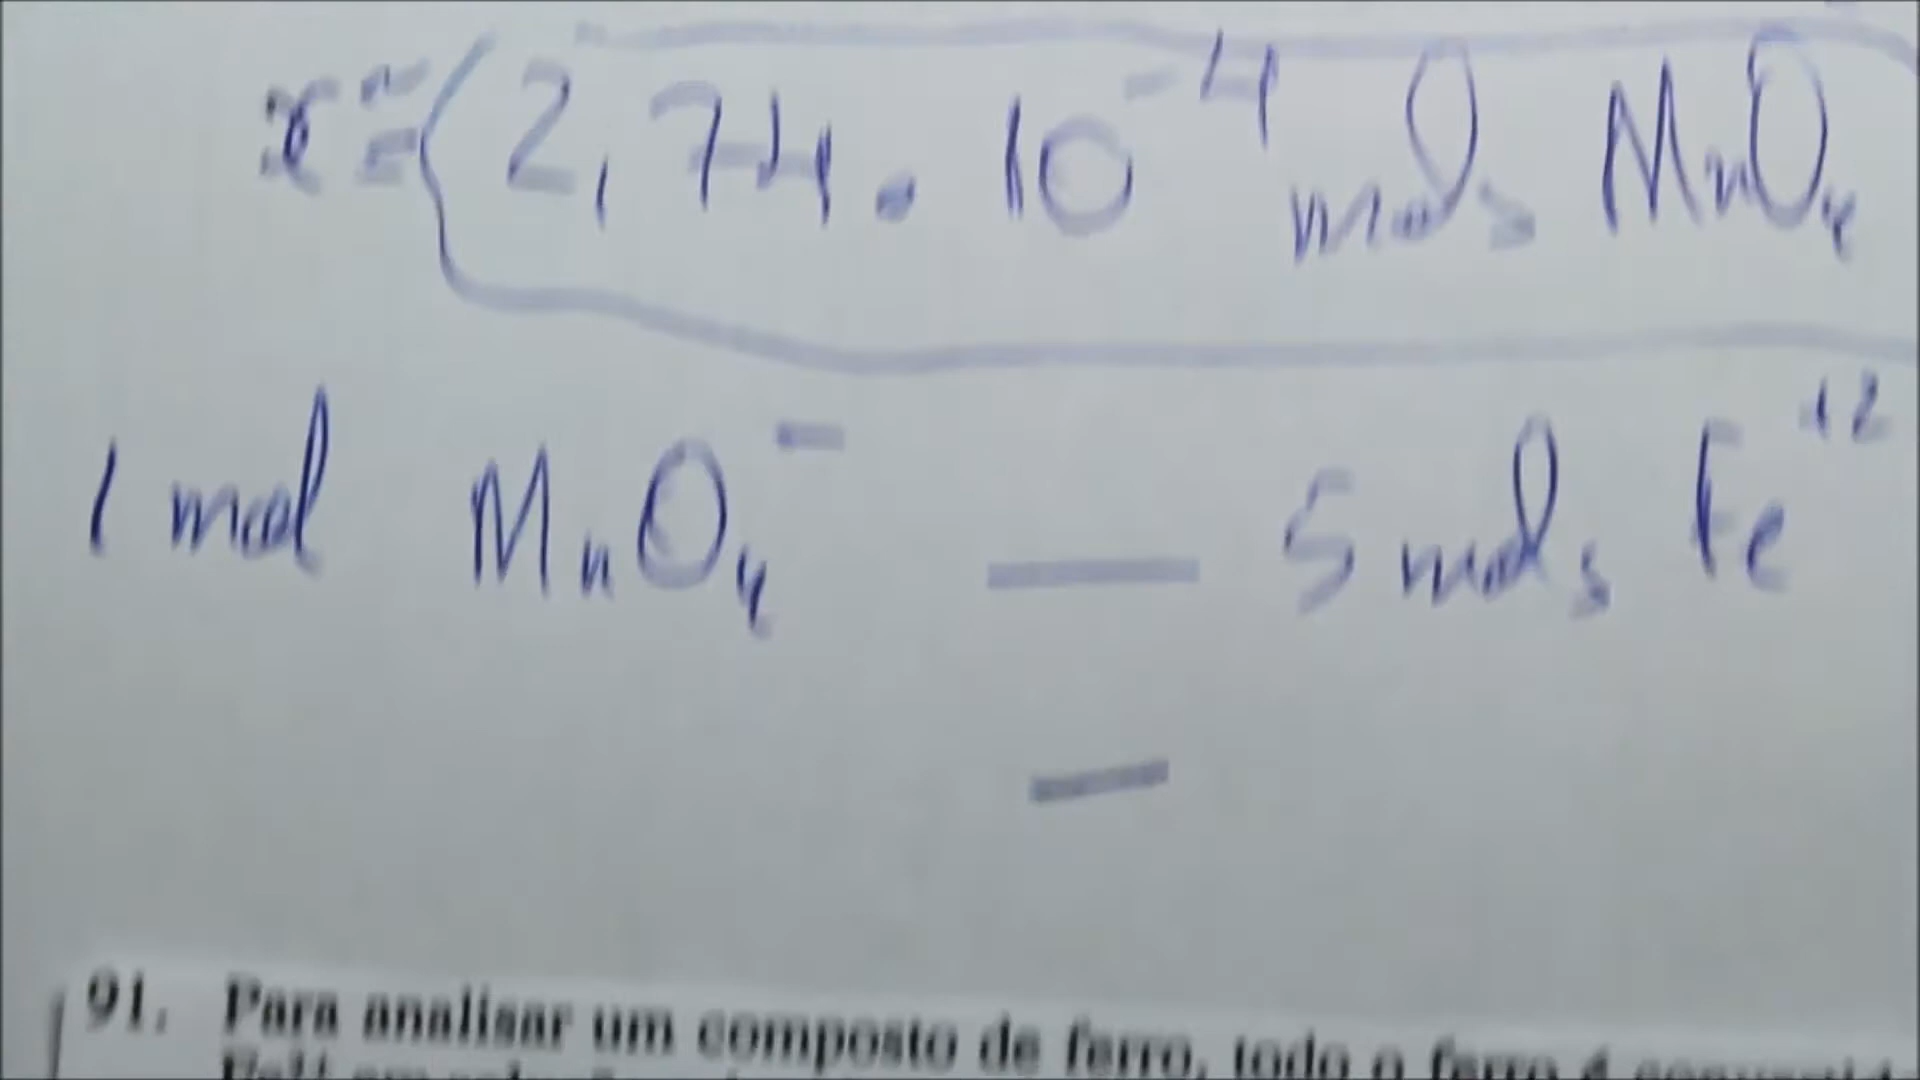 x = 2,74 . 10⁻⁴ mols MnO₄
1 mol MnO₄⁻ — 5 mols Fe⁺²
—
91. Para analisar um composto de ferro, todo o ferro é